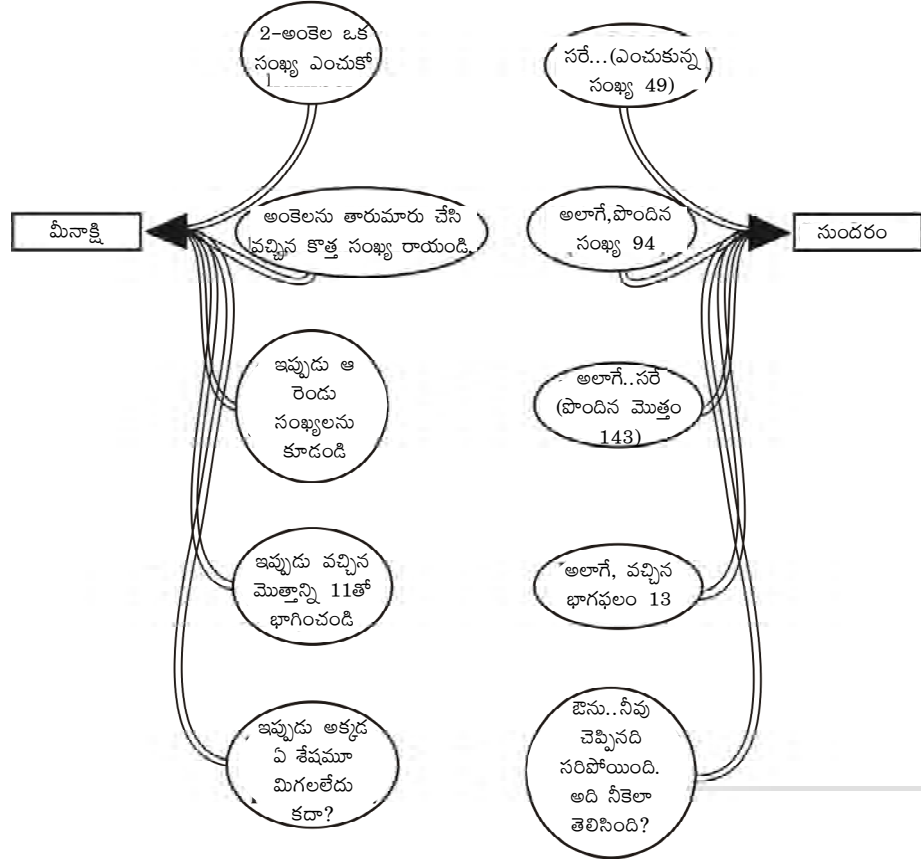 2-అంకెల ఒక
సంఖ్య ఎంచుకో
సరే...(ఎంచుకున్న
సంఖ్య 49)
మీనాక్షి
అంకెలను తారుమారు చేసి
వచ్చిన కొత్త సంఖ్య రాయండి.
అలాగే,పొందిన
సంఖ్య 94
సుందరం
ఇప్పుడు ఆ
రెండు
సంఖ్యలను
కూడండి
అలాగే..సరే
(పొందిన మొత్తం
143)
ఇప్పుడు వచ్చిన
మొత్తాన్ని 11తో
భాగించండి
అలాగే, వచ్చిన
భాగఫలం 13
ఇప్పుడు అక్కడ
ఏ శేషమూ
మిగలలేదు
కదా?
ఔను..నీవు
చెప్పినది
సరిపోయింది.
అది నీకెలా
తెలిసింది?